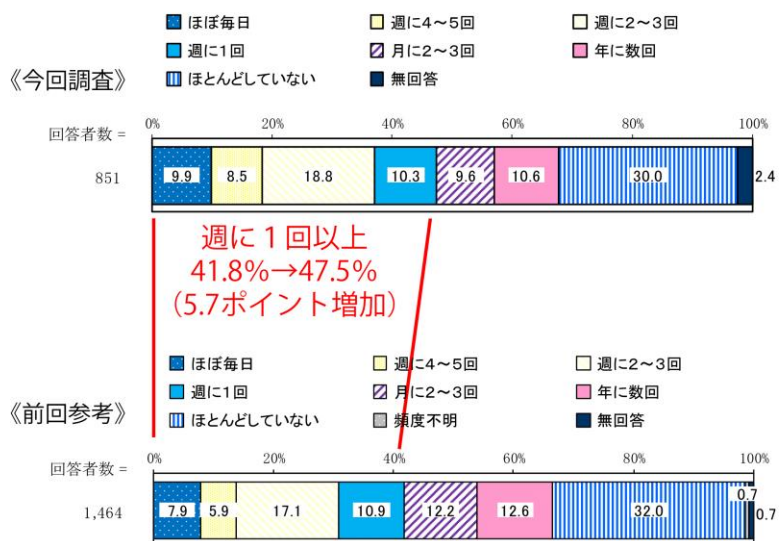 ほぼ毎日 週に4～5回 週に2～3回
週に1回 月に2～3回 年に数回
《今回調査》 ほとんどしていない 無回答
回答者数 = 0% 20% 40% 60% 80% 100%
851 9.9 8.5 18.8 10.3 9.6 10.6 30.0 2.4
週に1回以上
41.8%→47.5%
（5.7ポイント増加）
ほぼ毎日 週に4～5回 週に2～3回
週に1回 月に2～3回 年に数回
《前回参考》 ほとんどしていない 頻度不明 無回答
回答者数 = 0% 20% 40% 60% 80% 100%
1,464 7.9 5.9 17.1 10.9 12.2 12.6 32.0 0.7 0.7